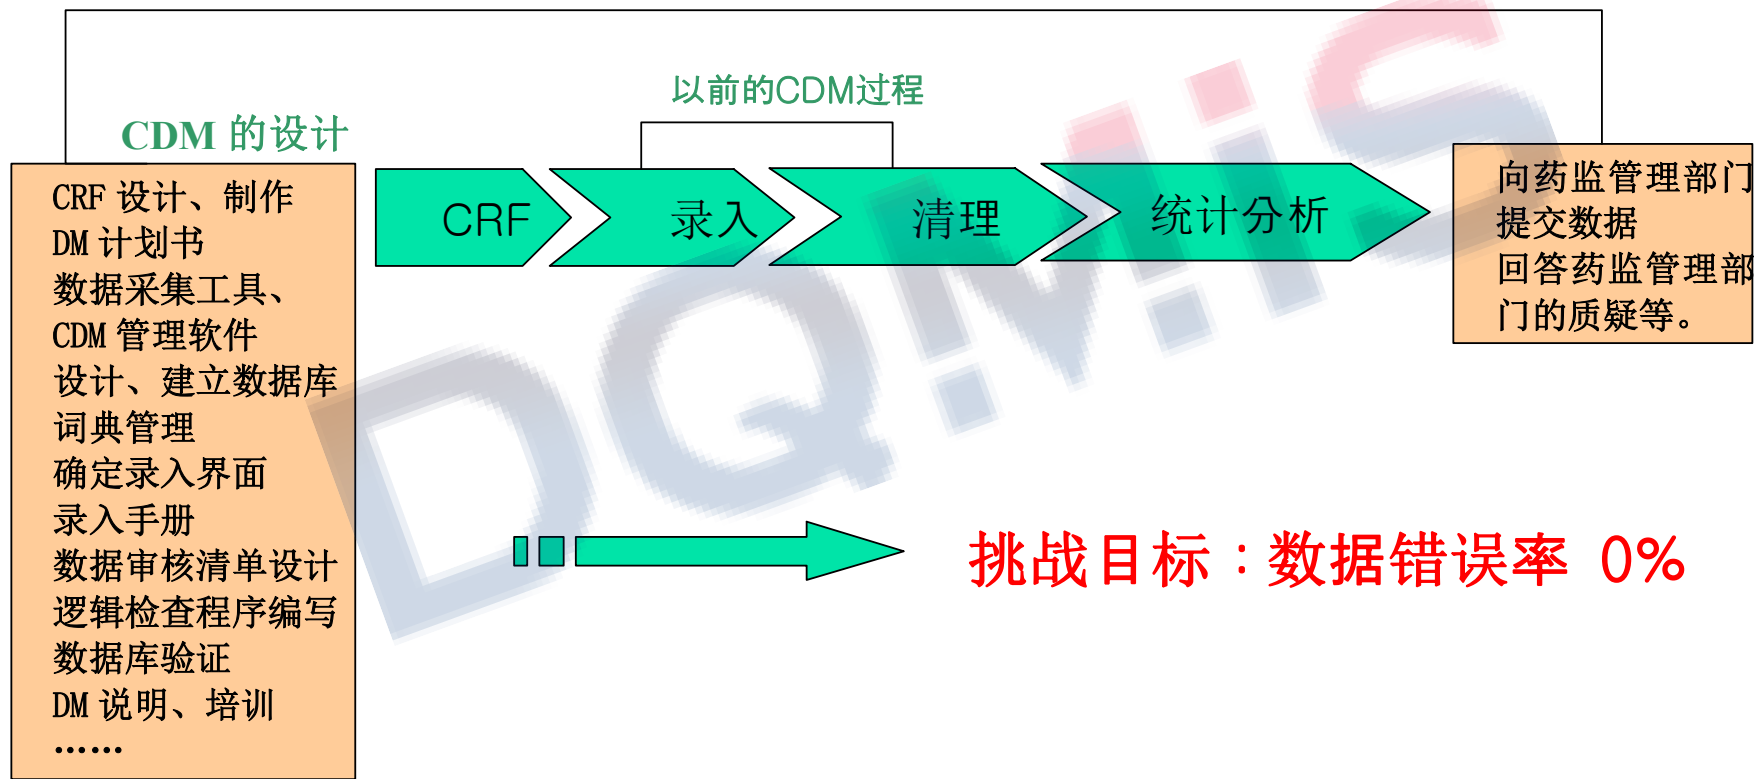 以前的CDM过程
CDM 的设计
CRF 设计、制作
DM 计划书
数据采集工具、
CDM 管理软件
设计、建立数据库
词典管理
确定录入界面
录入手册
数据审核清单设计
逻辑检查程序编写
数据库验证
DM 说明、培训
……
CRF
录入
清理
统计分析
向药监管理部门
提交数据
回答药监管理部
门的质疑等。
挑战目标：数据错误率 0%
DQMiS